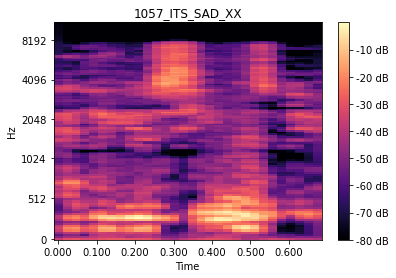 1057_ITS_SAD_XX
8192
4096
2048
1024
512
0
Hz
0.000 0.100 0.200 0.300 0.400 0.500 0.600
Time
-10 dB
-20 dB
-30 dB
-40 dB
-50 dB
-60 dB
-70 dB
-80 dB